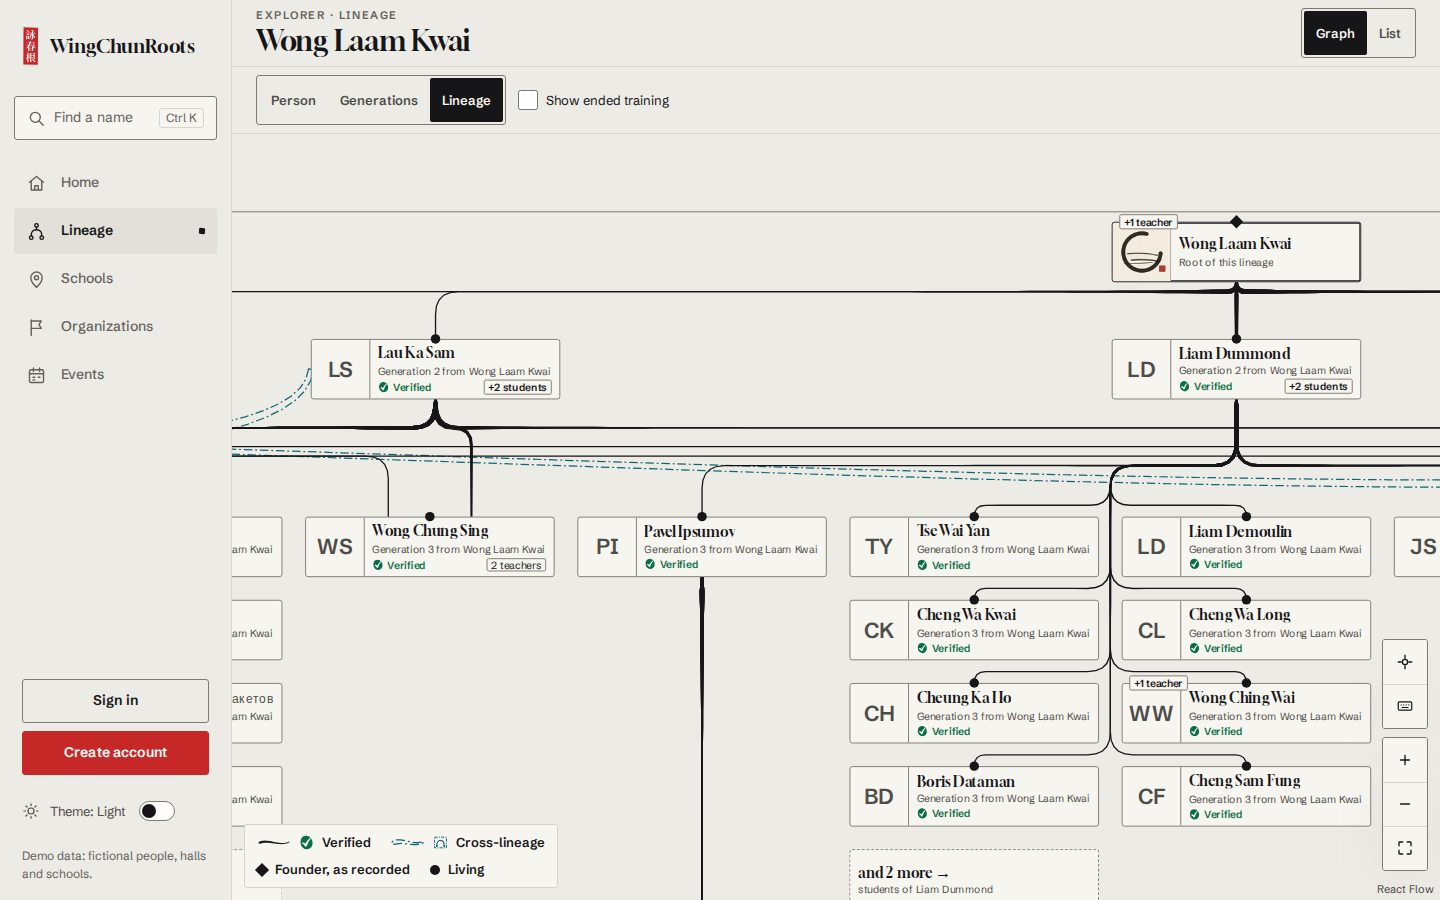 詠春根
WingChunRoots
Find a name
Ctrl K
Home
Lineage
Schools
Organizations
Events
Sign in
Create account
Theme: Light
Demo data: fictional people, halls
and schools.
EXPLORER · LINEAGE
Wong Laam Kwai
Graph
List
Person
Generations
Lineage
Show ended training
+1 teacher
Wong Laam Kwai
Root of this lineage
LS
Lau Ka Sam
Generation 2 from Wong Laam Kwai
Verified
+2 students
LD
Liam Dummond
Generation 2 from Wong Laam Kwai
Verified
+2 students
am Kwai
WS
Wong Chung Sing
Generation 3 from Wong Laam Kwai
Verified
2 teachers
PI
Pavel Ipsumov
Generation 3 from Wong Laam Kwai
Verified
TY
Tse Wai Yan
Generation 3 from Wong Laam Kwai
Verified
LD
Liam Demoulin
Generation 3 from Wong Laam Kwai
Verified
JS
am Kwai
CK
Cheng Wa Kwai
Generation 3 from Wong Laam Kwai
Verified
CL
Cheng Wa Long
Generation 3 from Wong Laam Kwai
Verified
акетов
am Kwai
CH
Cheung Ka Ho
Generation 3 from Wong Laam Kwai
Verified
+1 teacher
WW
Wong Ching Wai
Generation 3 from Wong Laam Kwai
Verified
am Kwai
BD
Boris Dataman
Generation 3 from Wong Laam Kwai
Verified
CF
Cheng Sam Fung
Generation 3 from Wong Laam Kwai
Verified
and 2 more →
students of Liam Dummond
Verified
Cross-lineage
Founder, as recorded
Living
React Flow